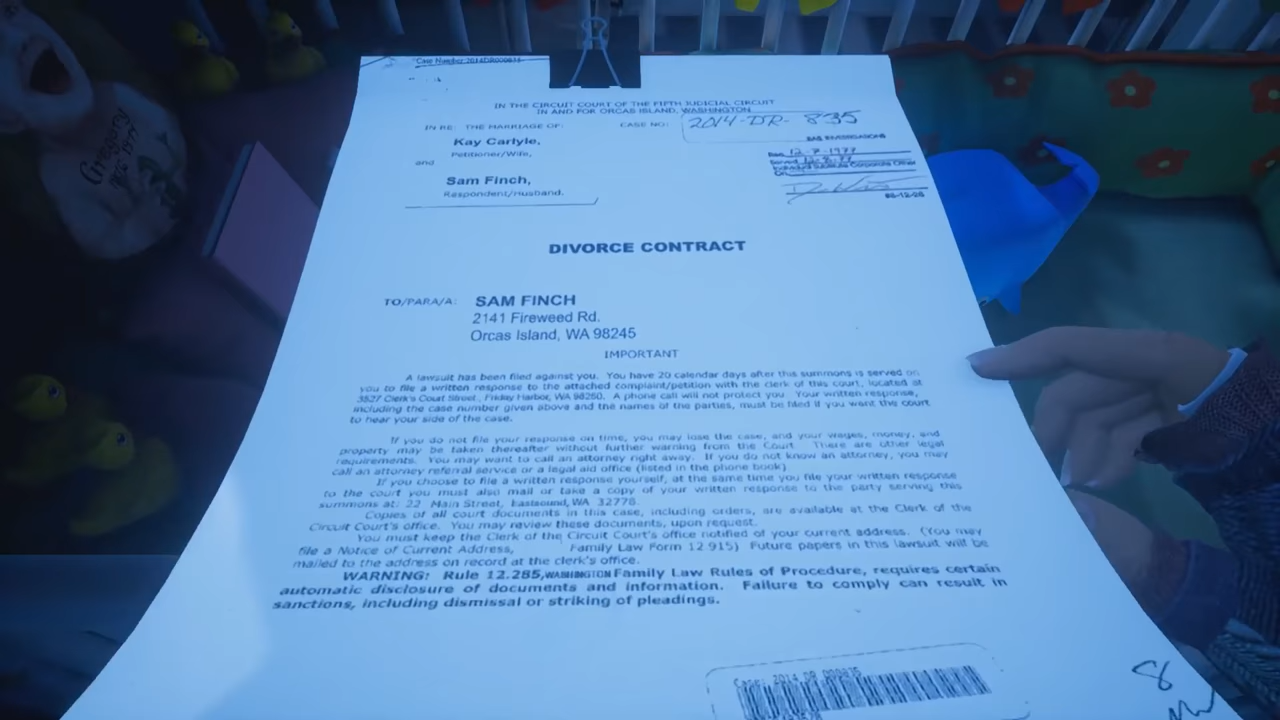 Case Number:2014DR000835
IN THE CIRCUIT COURT OF THE FIFTH JUDICIAL CIRCUIT
IN AND FOR ORCAS ISLAND, WASHINGTON
IN RE: THE MARRIAGE OF:
CASE NO:
2014-DR-835
Kay Carlyle,
Petitioner/Wife,
and
Sam Finch,
Respondent/Husband.
12-7-1977
DIVORCE CONTRACT
TO/PARA/A: SAM FINCH
2141 Fireweed Rd.
Orcas Island, WA 98245
IMPORTANT
A lawsuit has been filed against you. You have 20 calendar days after this summons is served on
you to file a written response to the attached complaint/petition with the clerk of this court, located at
3527 Clerk's Court Street, Friday Harbor, WA 98250. A phone call will not protect you. Your written response,
including the case number given above and the names of the parties, must be filed if you want the court
to hear your side of the case.
If you do not file your response on time, you may lose the case, and your wages, money, and
property may be taken thereafter without further warning from the Court. There are other legal
requirements. You may want to call an attorney right away. If you do not know an attorney, you may
call an attorney referral service or a legal aid office (listed in the phone book)
If you choose to file a written response yourself, at the same time you file your written response
to the court you must also mail or take a copy of your written response to the party serving this
summons at: 22 Main Street, Eastsound, WA 32778.
Copies of all court documents in this case, including orders, are available at the Clerk of the
Circuit Court's office. You may review these documents, upon request.
You must keep the Clerk of the Circuit Court's office notified of your current address. (You may
file a Notice of Current Address, Family Law Form 12.915) Future papers in this lawsuit will be
mailed to the address on record at the clerk's office.
WARNING: Rule 12.285, WASHINGTON Family Law Rules of Procedure, requires certain
automatic disclosure of documents and information. Failure to comply can result in
sanctions, including dismissal or striking of pleadings.
Case: 2014 DR 000835
8
Gregory